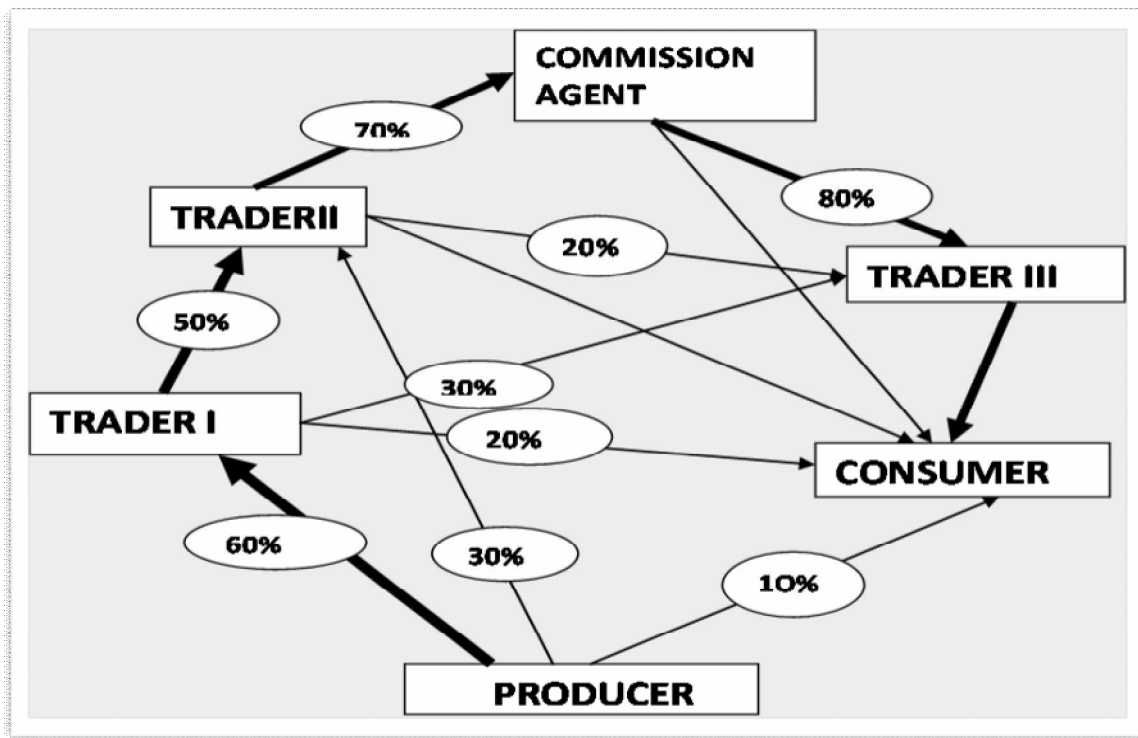 COMMISSION
AGENT
70%
80%
TRADERII
20%
TRADER III
50%
30%
TRADER I
20%
CONSUMER
60%
30%
10%
PRODUCER